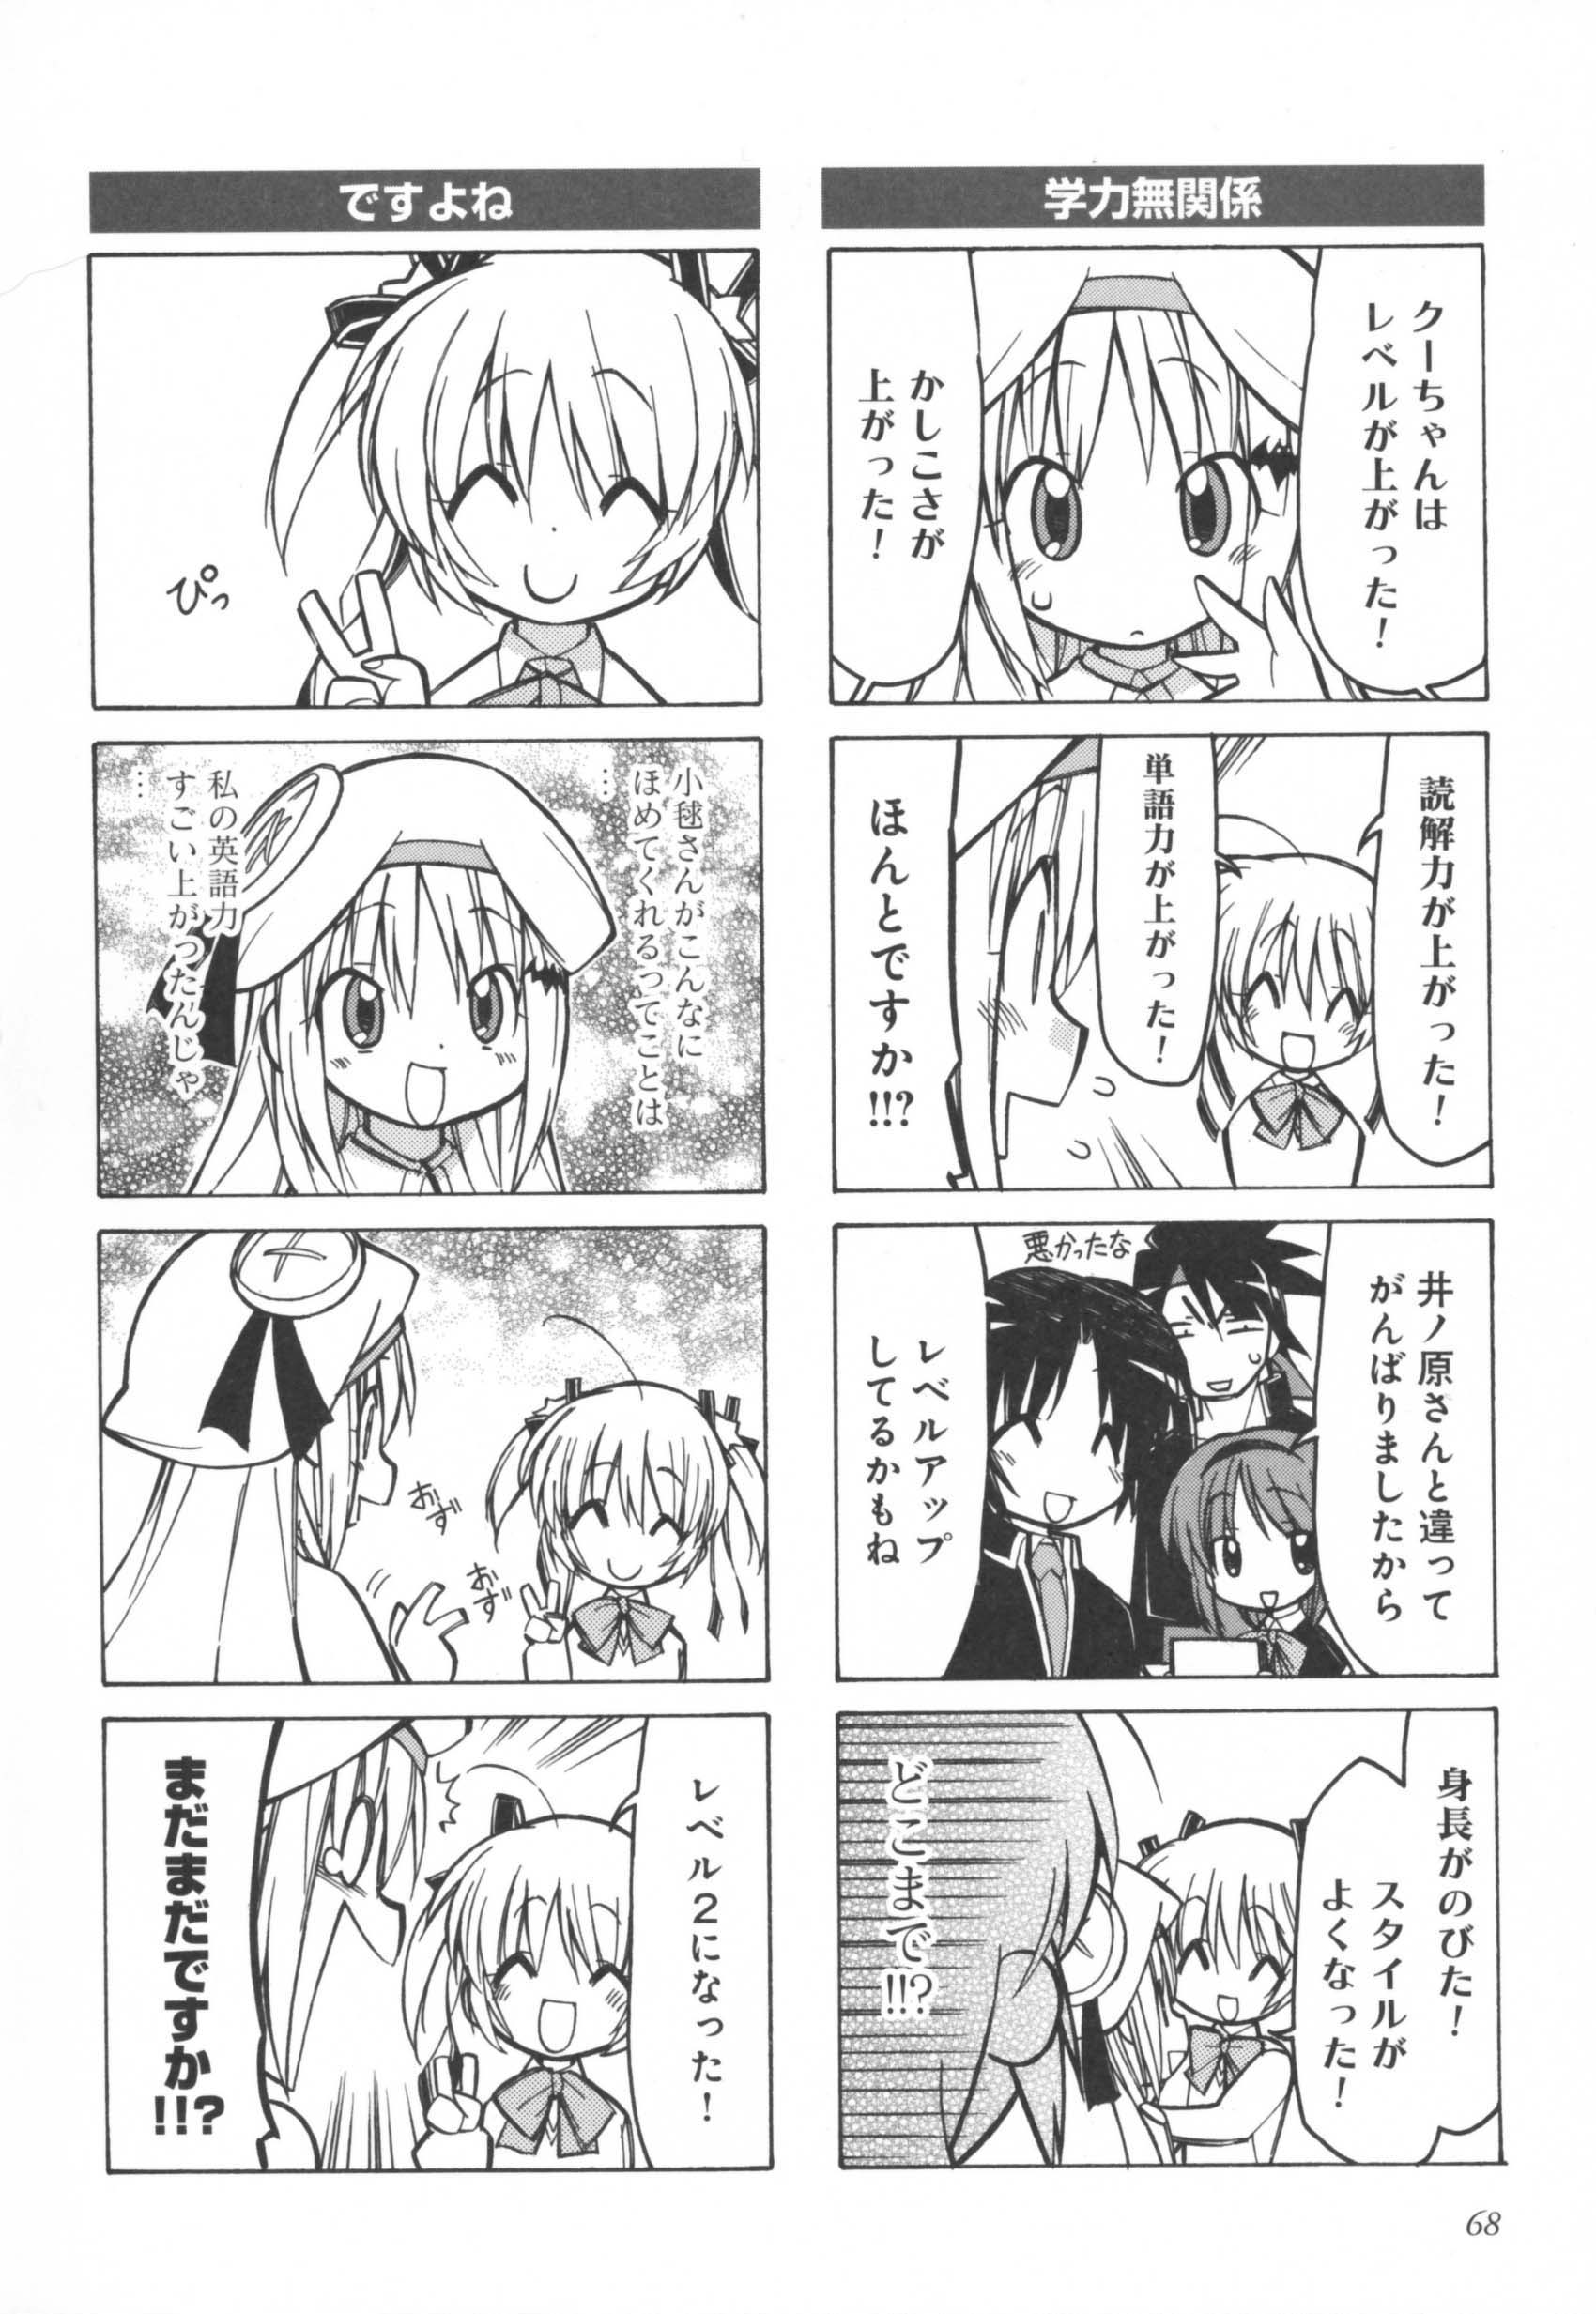 学力無関係
クーちゃんは
レベルが上がった！
かしこさが
上がった！
読解力が上がった！
単語力が上がった！
ほんとですか!!?
井ノ原さんと違って
がんばりましたから
悪かったな
レベルアップ
してるかもね
身長がのびた！
スタイルが
よくなった！
どこまで!!?
ですよね
ぴっ
小毬さんがこんなに
ほめてくれるってことは
…
私の英語力
すごい上がったんじゃ
…
おず
おず
レベル2になった！
まだまだですか!!?
68